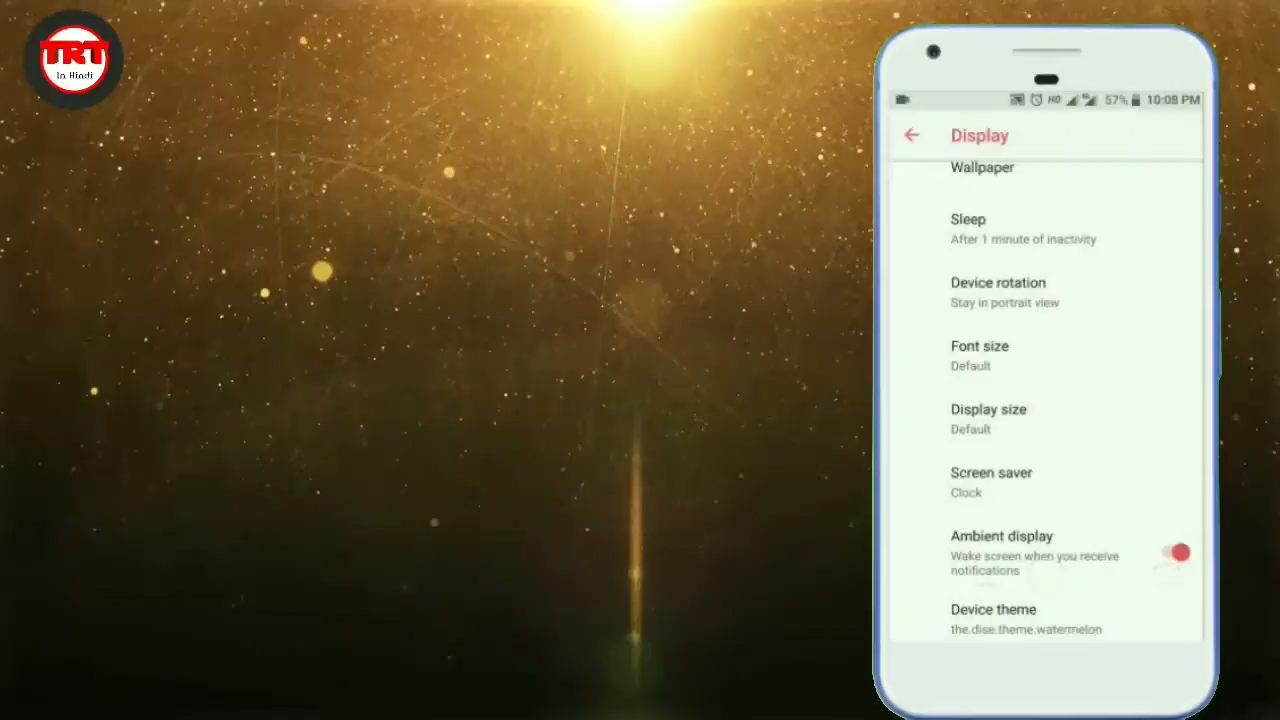 TRT
In Hindi
HD 4G 57% 10:08 PM
Display
Wallpaper
Sleep
After 1 minute of inactivity
Device rotation
Stay in portrait view
Font size
Default
Display size
Default
Screen saver
Clock
Ambient display
Wake screen when you receive
notifications
Device theme
the.dise.theme.watermelon